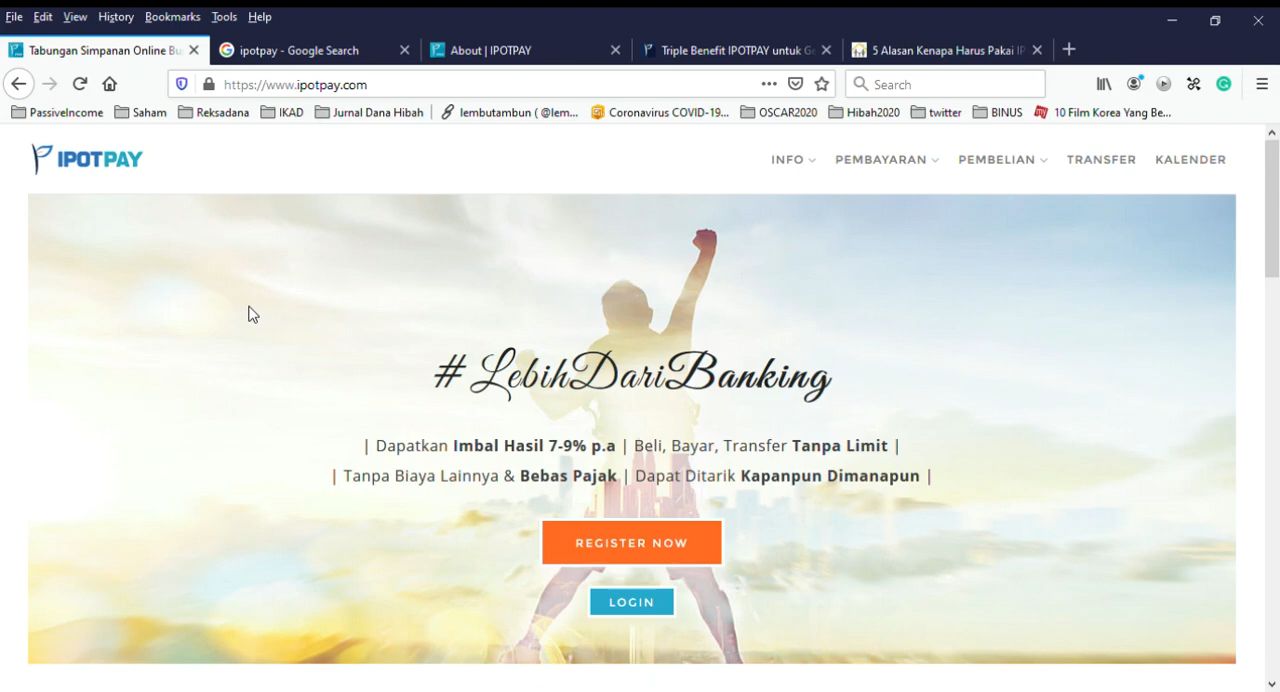 File Edit View History Bookmarks Tools Help
Tabungan Simpanan Online Bu
ipotpay - Google Search
About | IPOTPAY
Triple Benefit IPOTPAY untuk Ge
5 Alasan Kenapa Harus Pakai IP
https://www.ipotpay.com
Search
PassiveIncome Saham Reksadana IKAD Jurnal Dana Hibah lembutambun ( @lem... Coronavirus COVID-19... OSCAR2020 Hibah2020 twitter BINUS 10 Film Korea Yang Be...
IPOTPAY
INFO PEMBAYARAN PEMBELIAN TRANSFER KALENDER
#LebihDariBanking
| Dapatkan Imbal Hasil 7-9% p.a | Beli, Bayar, Transfer Tanpa Limit |
| Tanpa Biaya Lainnya & Bebas Pajak | Dapat Ditarik Kapanpun Dimanapun |
REGISTER NOW
LOGIN